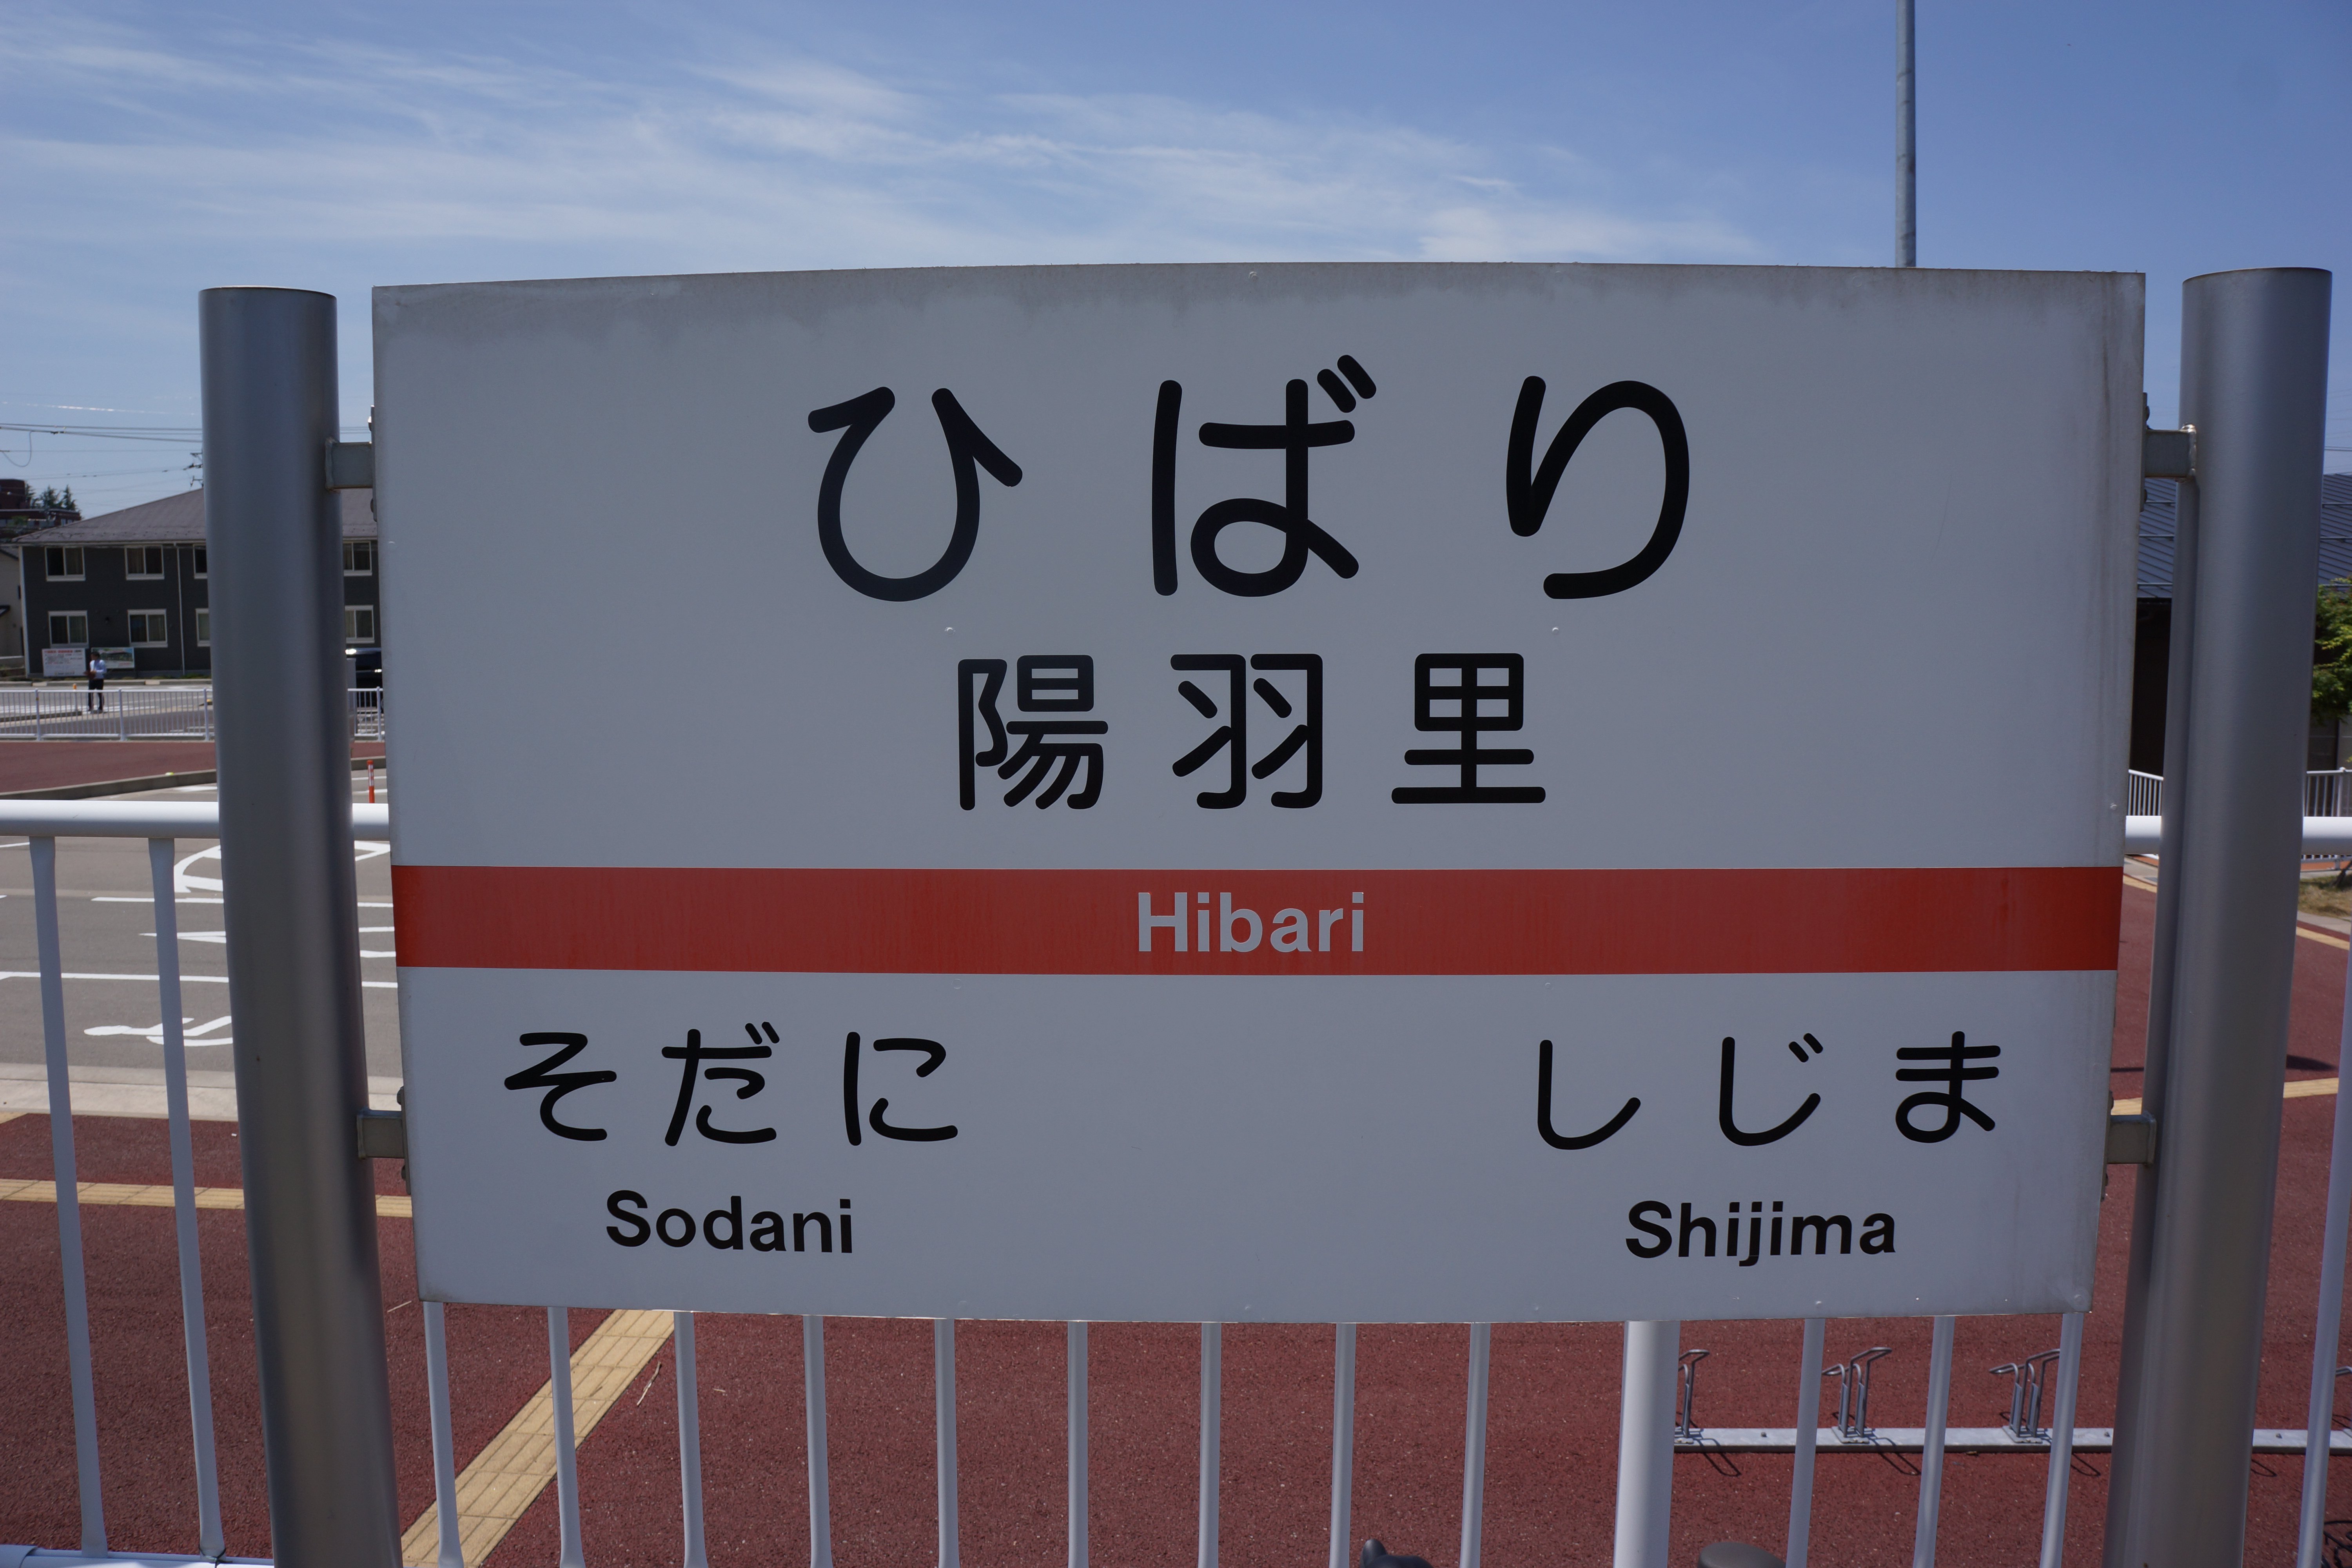 ひばり
陽羽里
Hibari
そだに しじま
Sodani Shijima